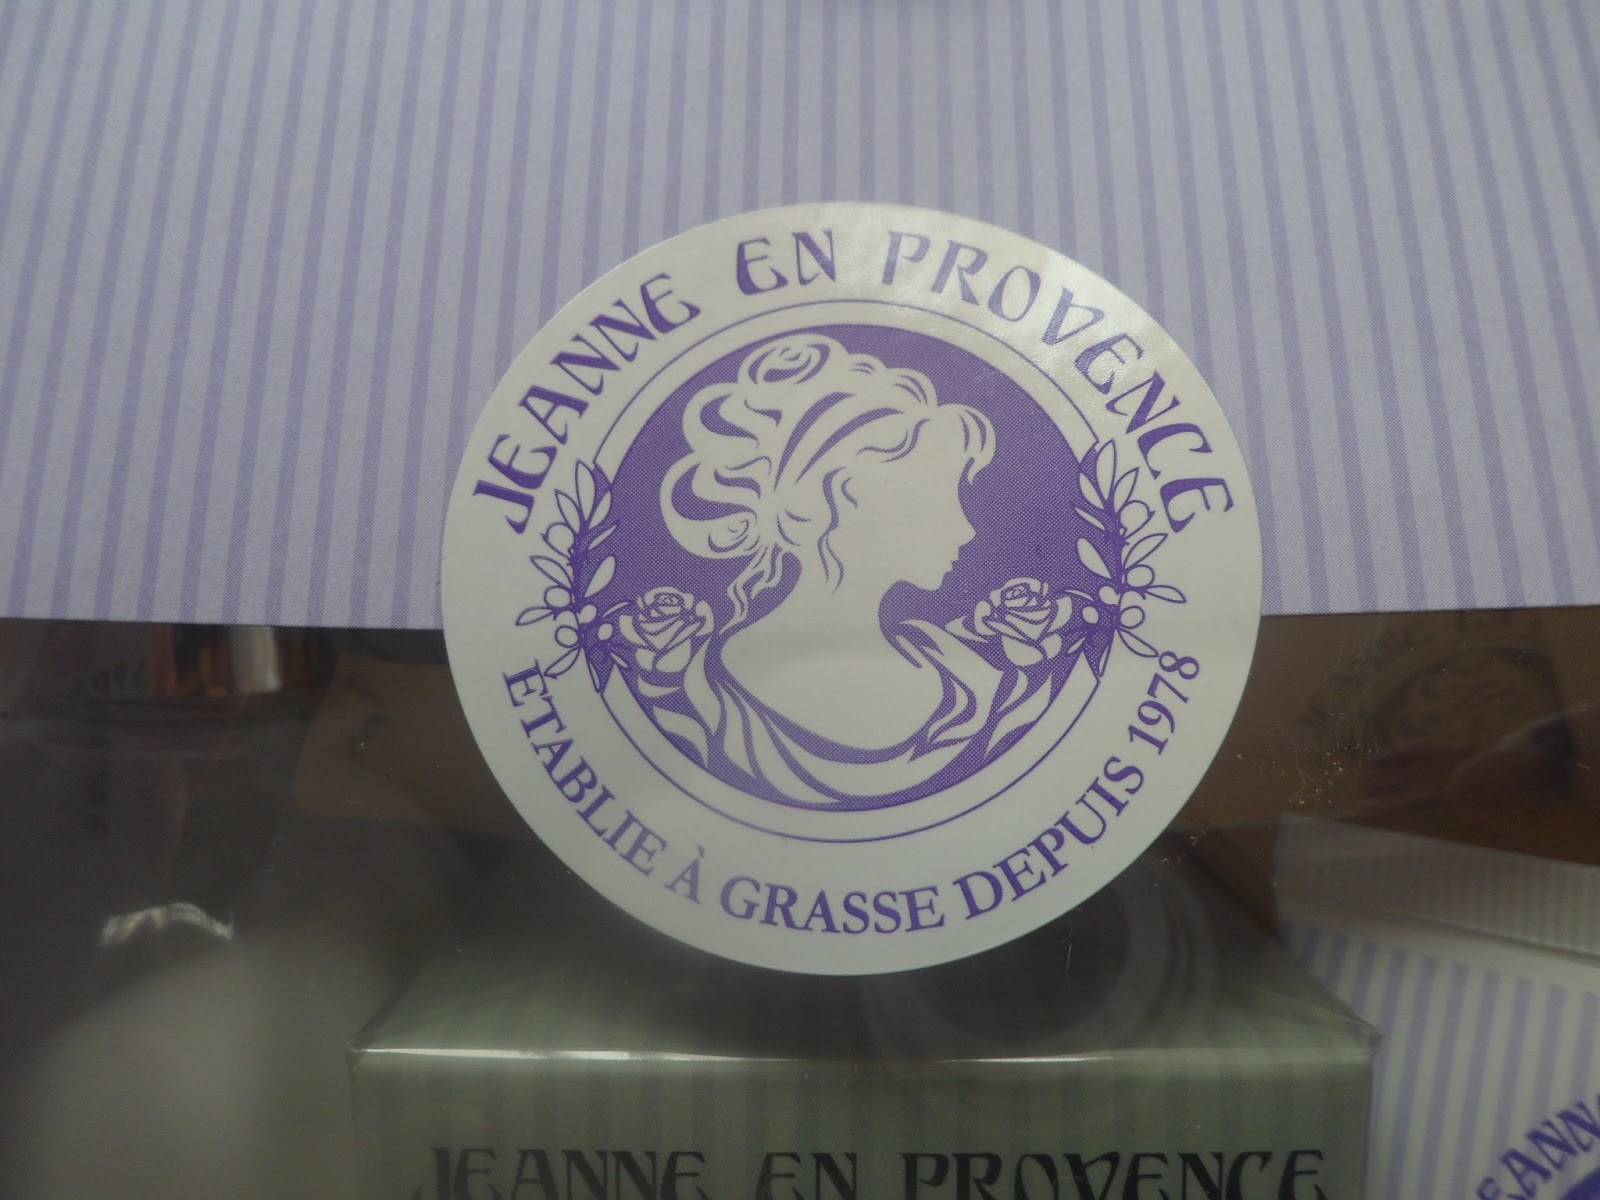 JEANNE EN PROVENCE
ÉTABLIE À GRASSE DEPUIS 1978
JEANNE EN PROVENCE